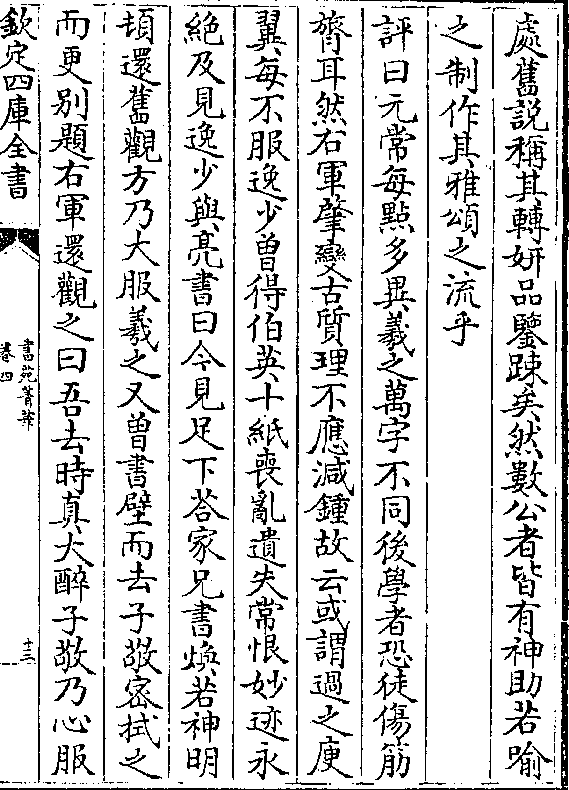 處舊説稱其轉妍品鑒踈矣然數公者皆有神助若喻
之制作其雅頌之流乎
評曰元常每點多異羲之萬字不同後學者恐徒傷筋
膂耳然右軍肇變古質理不應減鍾故云或謂過之庾
翼每不服逸少曾得伯英十紙喪亂遺失常恨妙迹永
絶及見逸少與亮書曰今見足下荅家兄書煥若神明
頓還舊觀方乃大服羲之又曾書壁而去子敬宻拭之
而更别題右軍還觀之曰吾去時真大醉子敬乃心服
欽定四庫全書
書苑菁華
卷四
十三